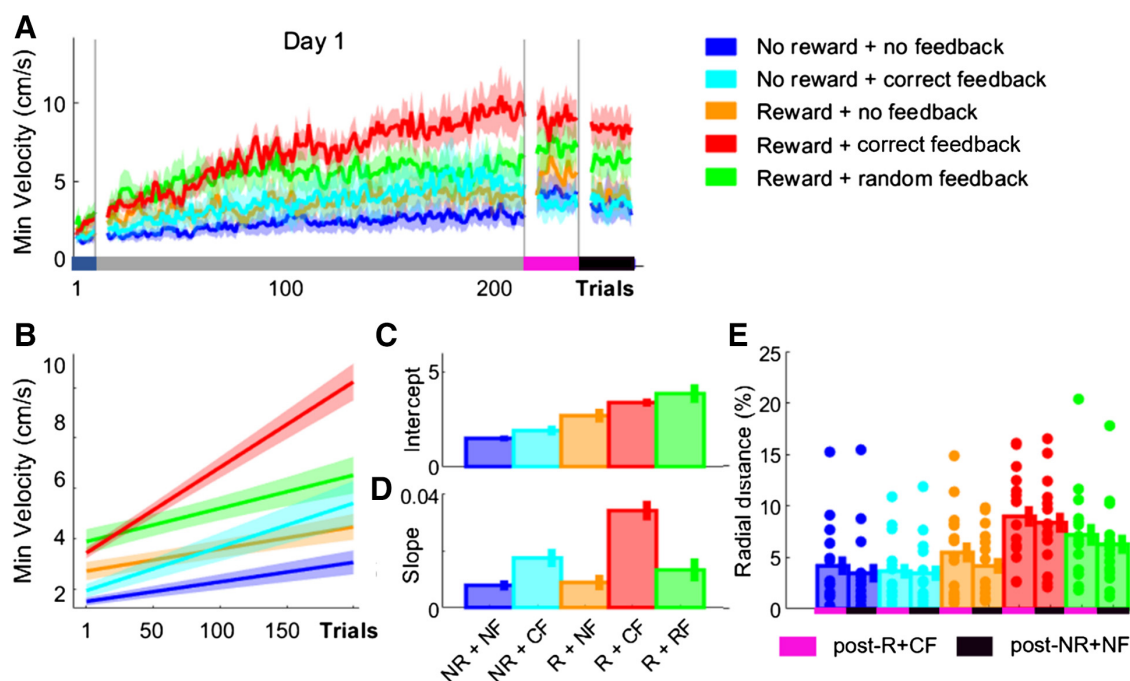 A
Day 1
Min Velocity (cm/s)
10
5
0
1
100
200
Trials
No reward + no feedback
No reward + correct feedback
Reward + no feedback
Reward + correct feedback
Reward + random feedback
B
Min Velocity (cm/s)
10
8
6
4
2
1
50
100
150
Trials
C
Intercept
5
0
D
Slope
0.04
0
NR + NF
NR + CF
R + NF
R + CF
R + RF
E
Radial distance (%)
25
20
15
10
5
0
post-R+CF
post-NR+NF